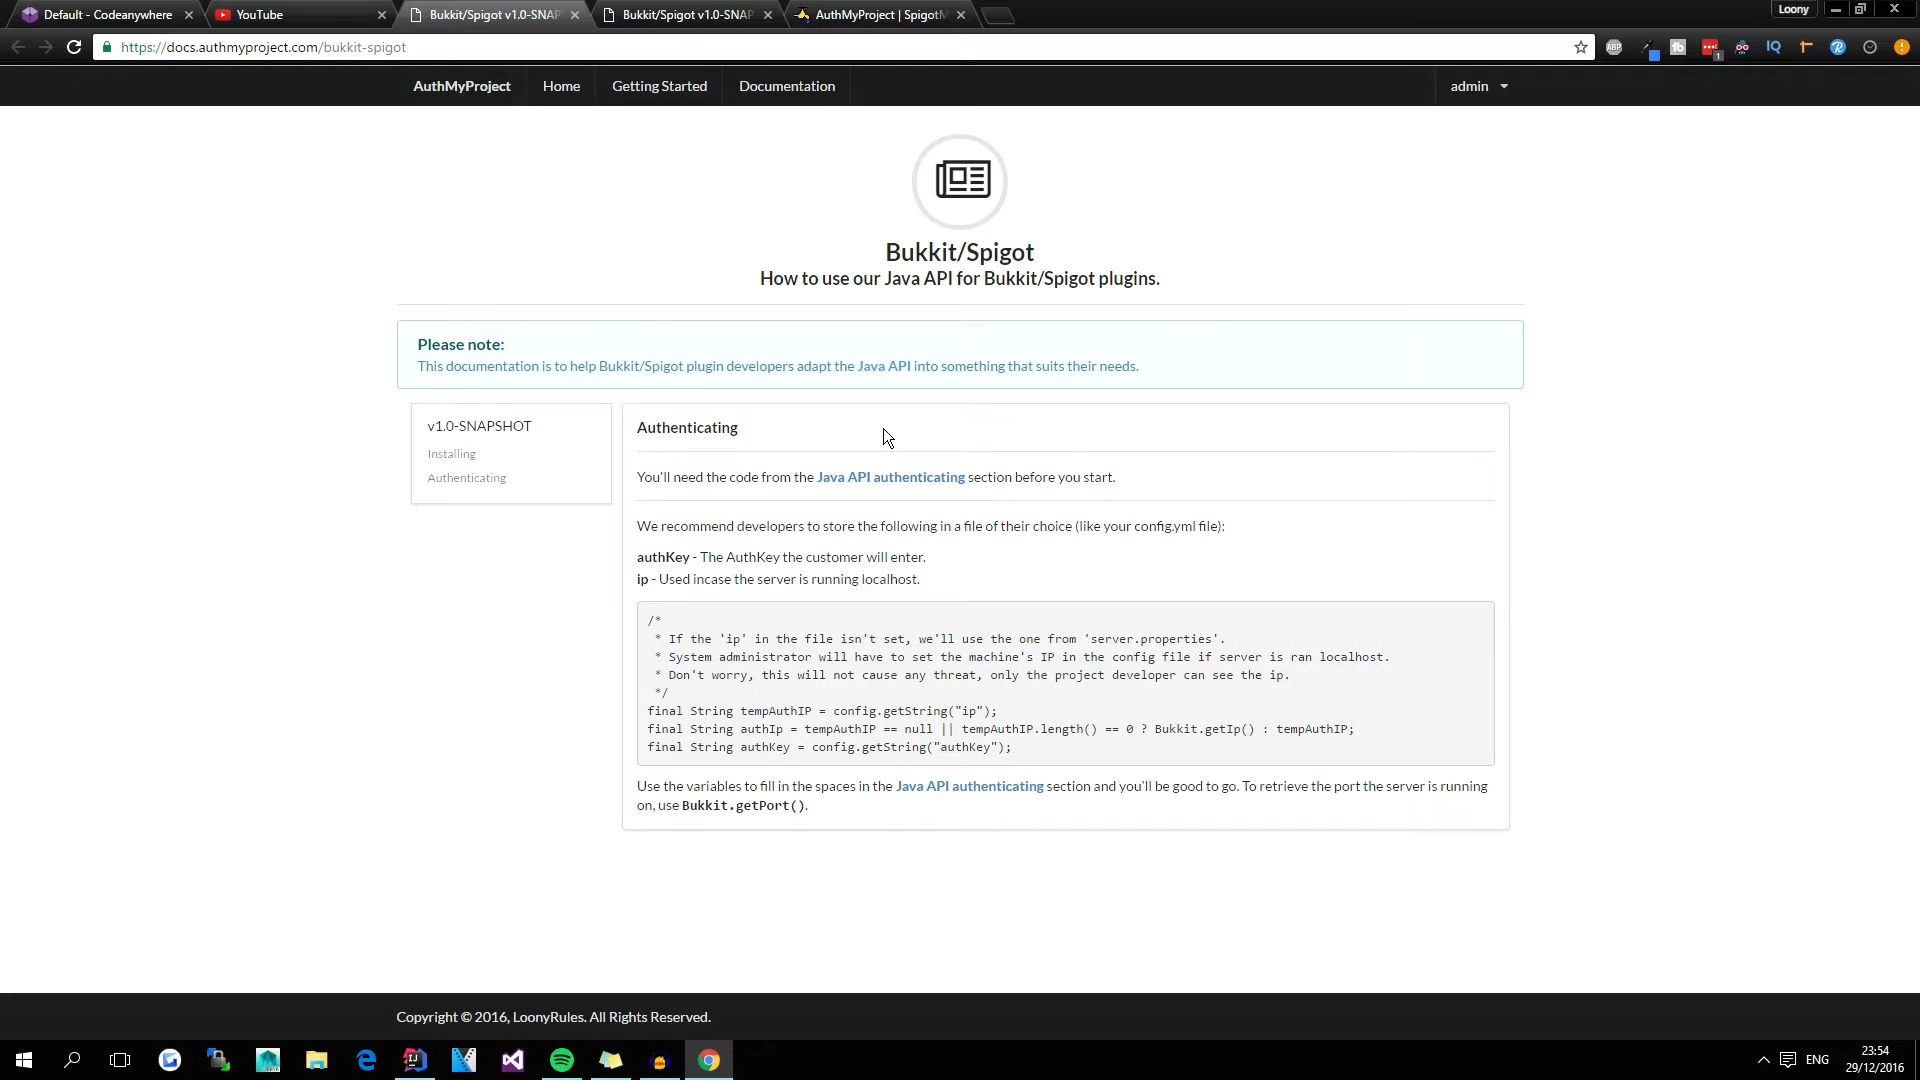 Default - Codeanywhere
YouTube
Bukkit/Spigot v1.0-SNAP
Bukkit/Spigot v1.0-SNAP
AuthMyProject | SpigotM
Loony
https://docs.authmyproject.com/bukkit-spigot
ABP
1
IQ
AuthMyProject
Home
Getting Started
Documentation
admin
Bukkit/Spigot
How to use our Java API for Bukkit/Spigot plugins.
Please note:
This documentation is to help Bukkit/Spigot plugin developers adapt the Java API into something that suits their needs.
v1.0-SNAPSHOT
Installing
Authenticating
Authenticating
You'll need the code from the Java API authenticating section before you start.
We recommend developers to store the following in a file of their choice (like your config.yml file):
authKey - The AuthKey the customer will enter.
ip - Used incase the server is running localhost.
/*
* If the 'ip' in the file isn't set, we'll use the one from 'server.properties'.
* System administrator will have to set the machine's IP in the config file if server is ran localhost.
* Don't worry, this will not cause any threat, only the project developer can see the ip.
*/
final String tempAuthIP = config.getString("ip");
final String authIp = tempAuthIP == null || tempAuthIP.length() == 0 ? Bukkit.getIp() : tempAuthIP;
final String authKey = config.getString("authKey");
Use the variables to fill in the spaces in the Java API authenticating section and you'll be good to go. To retrieve the port the server is running
on, use Bukkit.getPort().
Copyright © 2016, LoonyRules. All Rights Reserved.
ENG
23:54
29/12/2016